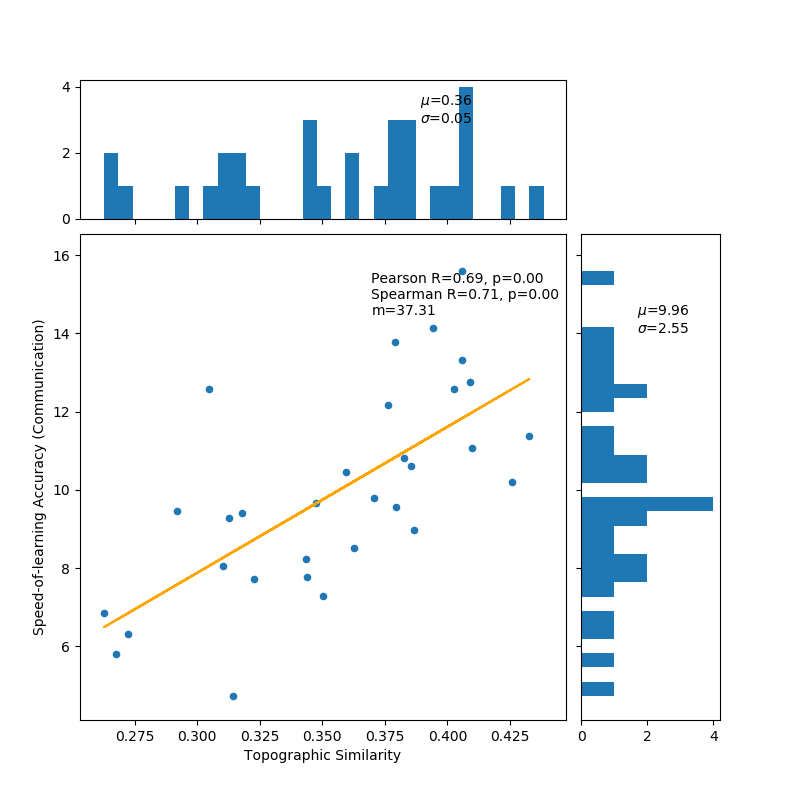 4
2
0
μ=0.36
σ=0.05
16
14
12
10
8
6
Speed-of-learning Accuracy (Communication)
Pearson R=0.69, p=0.00
Spearman R=0.71, p=0.00
m=37.31
0.275 0.300 0.325 0.350 0.375 0.400 0.425
Topographic Similarity
μ=9.96
σ=2.55
0 2 4